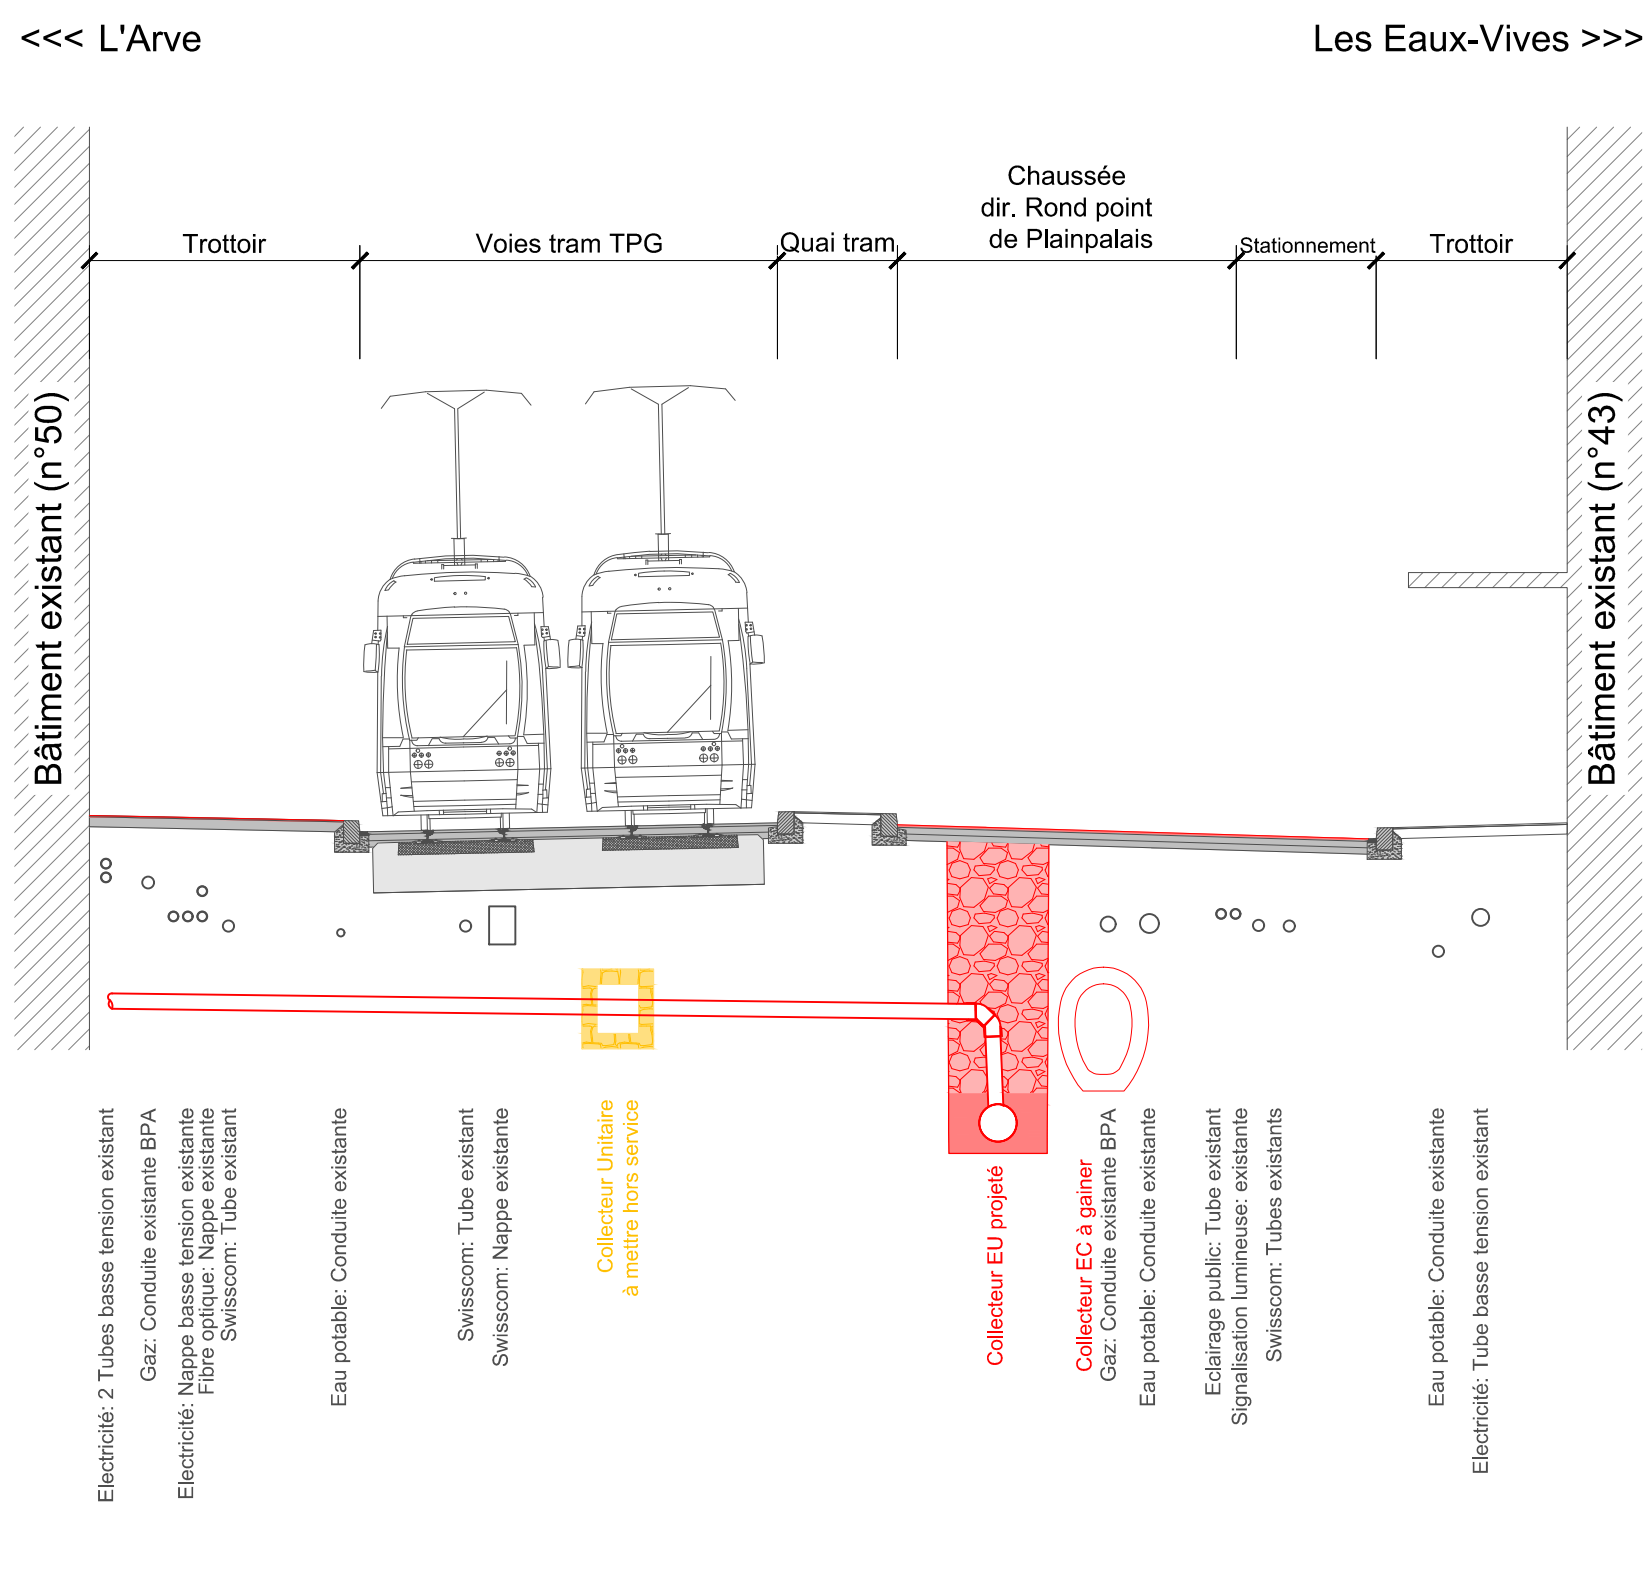 <<< L'Arve
Les Eaux-Vives >>>
Chaussée
dir. Rond point
de Plainpalais
Trottoir
Voies tram TPG
Quai tram
Stationnement
Trottoir
Bâtiment existant (n°50)
Bâtiment existant (n°43)
Electricité: 2 Tubes basse tension existant
Gaz: Conduite existante BPA
Electricité: Nappe basse tension existante
Fibre optique: Nappe existante
Swisscom: Tube existant
Eau potable: Conduite existante
Swisscom: Tube existant
Swisscom: Nappe existante
Collecteur Unitaire
à mettre hors service
Collecteur EU projeté
Collecteur EC à gainer
Gaz: Conduite existante BPA
Eau potable: Conduite existante
Eclairage public: Tube existant
Signalisation lumineuse: existante
Swisscom: Tubes existants
Eau potable: Conduite existante
Electricité: Tube basse tension existant